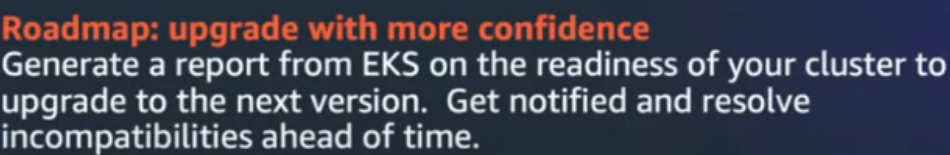 Roadmap: upgrade with more confidence
Generate a report from EKS on the readiness of your cluster to
upgrade to the next version.  Get notified and resolve
incompatibilities ahead of time.